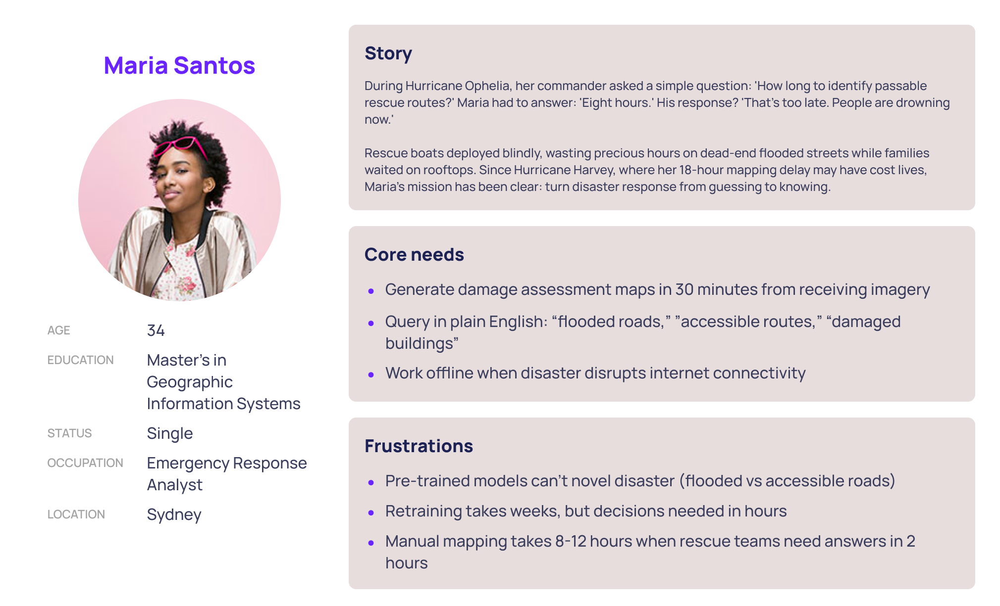 Maria Santos
AGE 34
EDUCATION Master's in
Geographic
Information Systems
STATUS Single
OCCUPATION Emergency Response
Analyst
LOCATION Sydney
Story
During Hurricane Ophelia, her commander asked a simple question: 'How long to identify passable
rescue routes?' Maria had to answer: 'Eight hours.' His response? 'That's too late. People are drowning
now.'
Rescue boats deployed blindly, wasting precious hours on dead-end flooded streets while families
waited on rooftops. Since Hurricane Harvey, where her 18-hour mapping delay may have cost lives,
Maria's mission has been clear: turn disaster response from guessing to knowing.
Core needs
• Generate damage assessment maps in 30 minutes from receiving imagery
• Query in plain English: “flooded roads,” ”accessible routes,” “damaged
buildings”
• Work offline when disaster disrupts internet connectivity
Frustrations
• Pre-trained models can’t novel disaster (flooded vs accessible roads)
• Retraining takes weeks, but decisions needed in hours
• Manual mapping takes 8-12 hours when rescue teams need answers in 2
hours